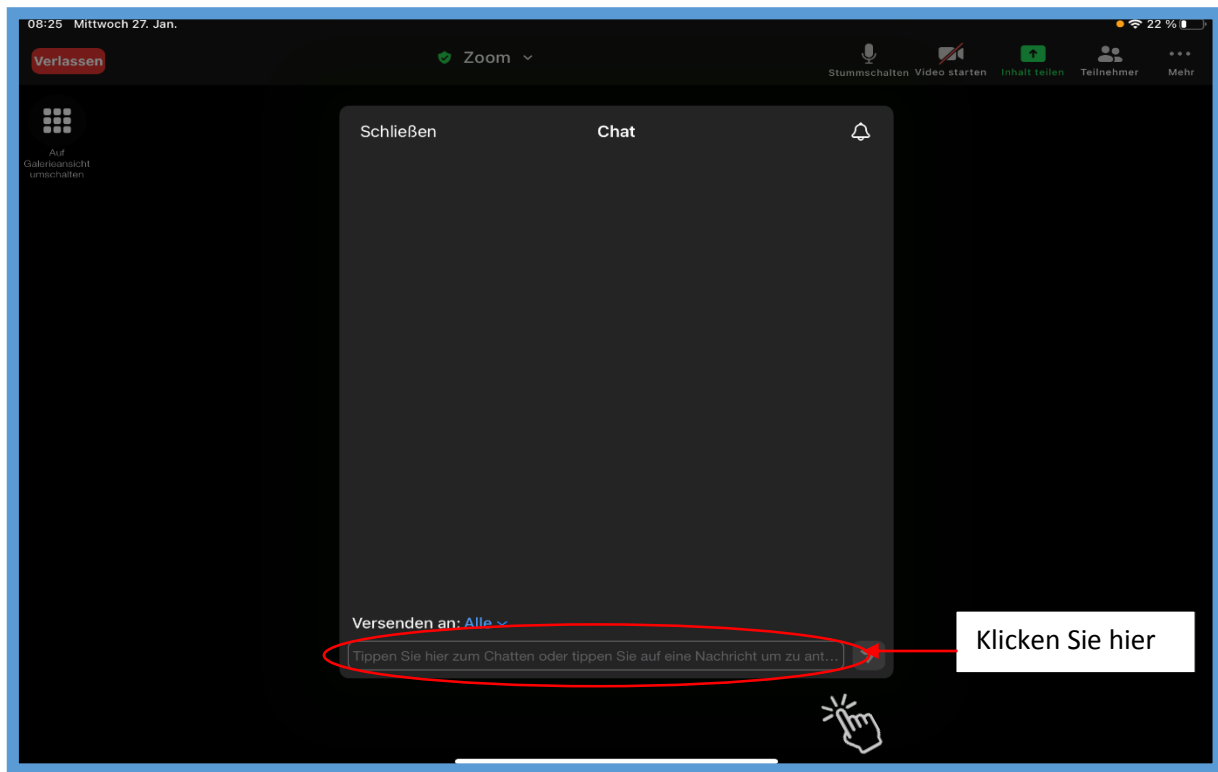 08:25 Mittwoch 27. Jan.
22 %
Verlassen
Zoom
Stummschalten Video starten Inhalt teilen Teilnehmer Mehr
Auf
Galerieansicht
umschalten
Schließen Chat
Versenden an: Alle
Tippen Sie hier zum Chatten oder tippen Sie auf eine Nachricht um zu ant...
Klicken Sie hier